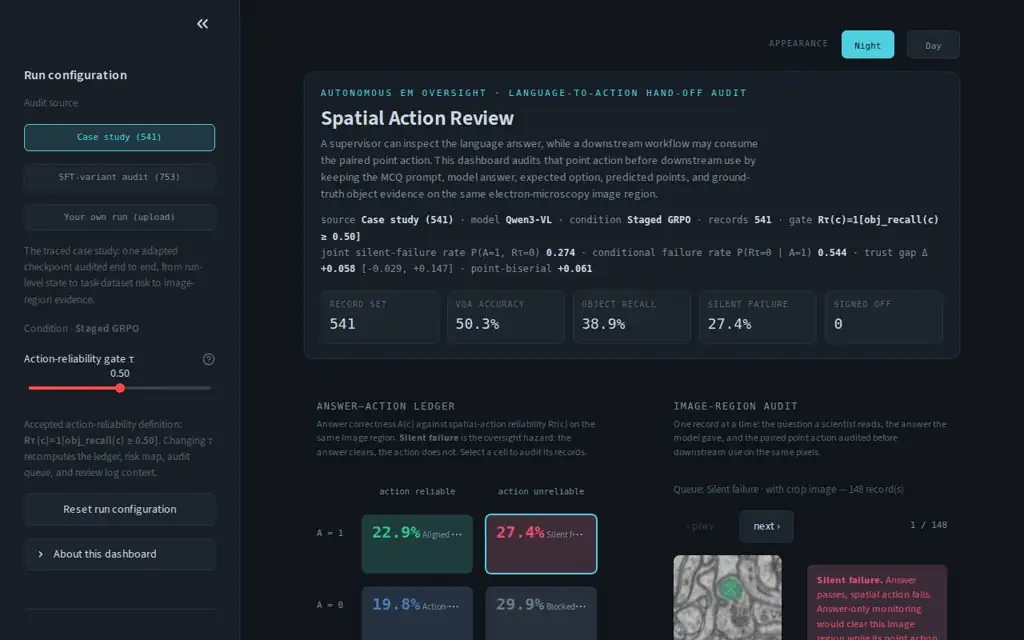 «
Run configuration
Audit source
Case study (541)
SFT-variant audit (753)
Your own run (upload)
The traced case study: one adapted
checkpoint audited end to end, from run-
level state to task-dataset risk to image-
region evidence.
Condition · Staged GRPO
Action-reliability gate τ
?
0.50
Accepted action-reliability definition:
Rτ(c)=1[obj_recall(c) ≥ 0.50]. Changing τ
recomputes the ledger, risk map, audit
queue, and review log context.
Reset run configuration
› About this dashboard
APPEARANCE
Night
Day
AUTONOMOUS EM OVERSIGHT · LANGUAGE-TO-ACTION HAND-OFF AUDIT
Spatial Action Review
A supervisor can inspect the language answer, while a downstream workflow may consume
the paired point action. This dashboard audits that point action before downstream use by
keeping the MCQ prompt, model answer, expected option, predicted points, and ground-
truth object evidence on the same electron-microscopy image region.
source Case study (541) · model Qwen3-VL · condition Staged GRPO · records 541 · gate Rτ(c)=1[obj_recall(c)
≥ 0.50]
joint silent-failure rate P(A=1, Rτ=0) 0.274 · conditional failure rate P(Rτ=0 | A=1) 0.544 · trust gap Δ
+0.058 [-0.029, +0.147] · point-biserial +0.061
RECORD SET
541
VQA ACCURACY
50.3%
OBJECT RECALL
38.9%
SILENT FAILURE
27.4%
SIGNED OFF
0
ANSWER–ACTION LEDGER
Answer correctness A(c) against spatial-action reliability Rτ(c) on the
same image region. Silent failure is the oversight hazard: the
answer clears, the action does not. Select a cell to audit its records.
action reliable
action unreliable
A = 1
22.9% Aligned ···
27.4% Silent f···
A = 0
19.8% Action-···
29.9% Blocked···
IMAGE-REGION AUDIT
One record at a time: the question a scientist reads, the answer the
model gave, and the paired point action audited before
downstream use on the same pixels.
Queue: Silent failure · with crop image — 148 record(s)
‹ prev
next ›
1 / 148
Silent failure. Answer
passes, spatial action fails.
Answer-only monitoring
would clear this image
region while its point action